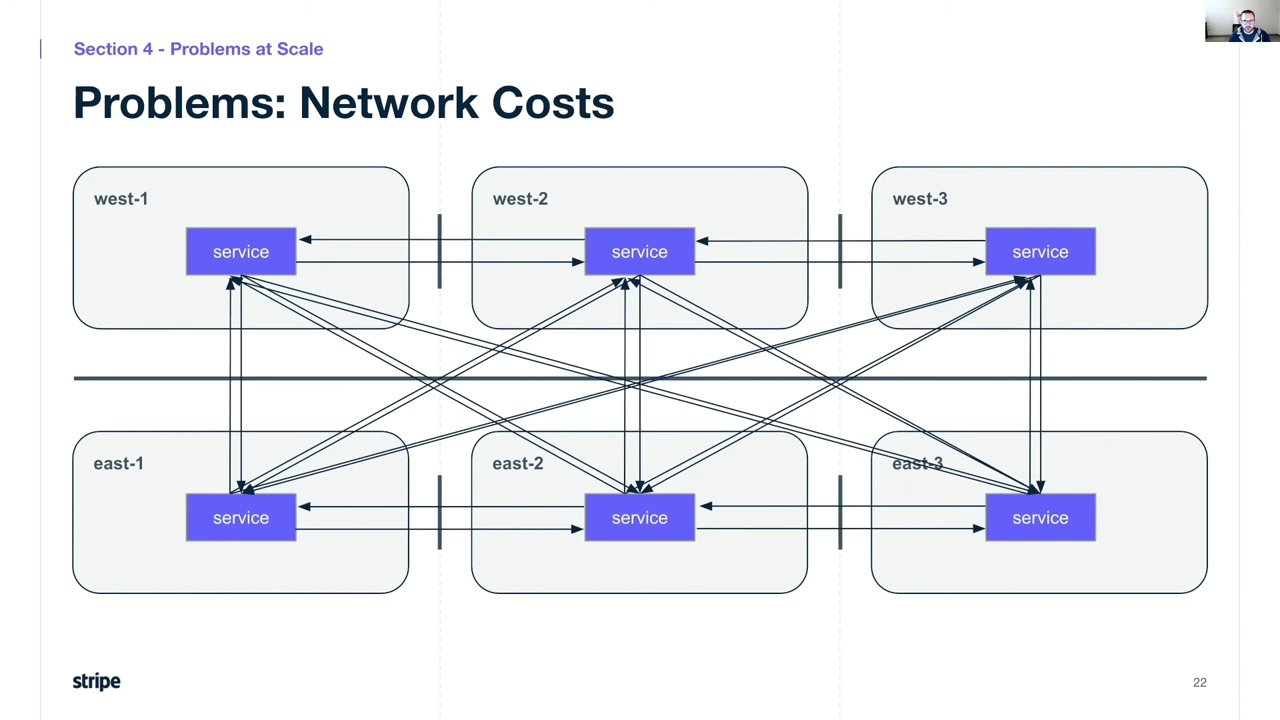 Section 4 - Problems at Scale
Problems: Network Costs
west-1
west-2
west-3
service
service
service
east-1
east-2
east-3
service
service
service
stripe
22